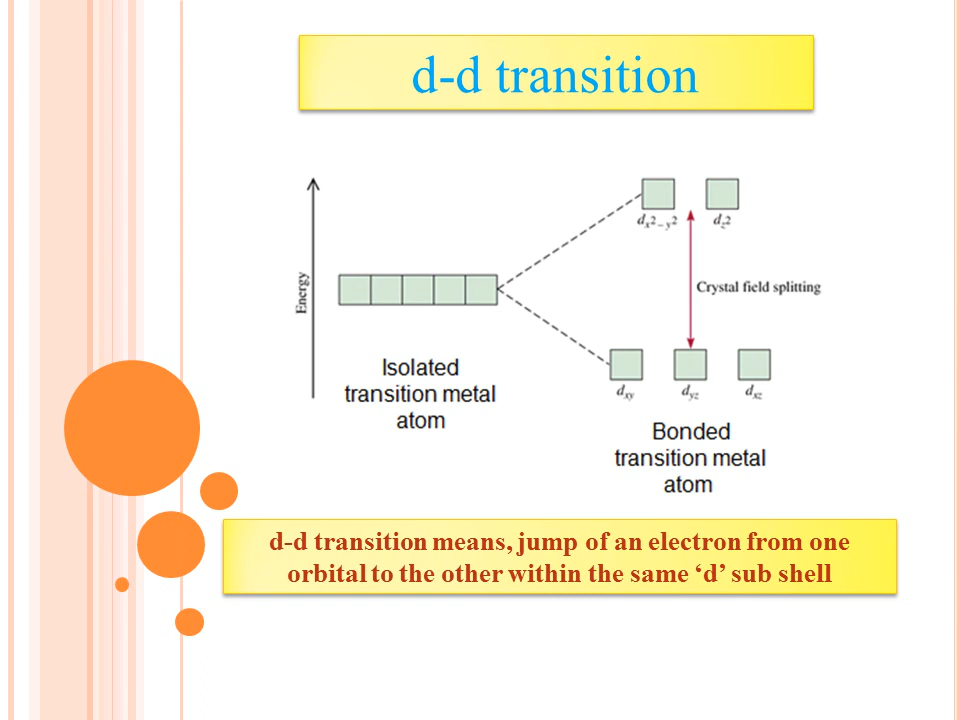 d-d transition
Energy
dx²−y²
dz²
Crystal field splitting
dxy
dyz
dxz
Isolated
transition metal
atom
Bonded
transition metal
atom
d-d transition means, jump of an electron from one
orbital to the other within the same ‘d’ sub shell